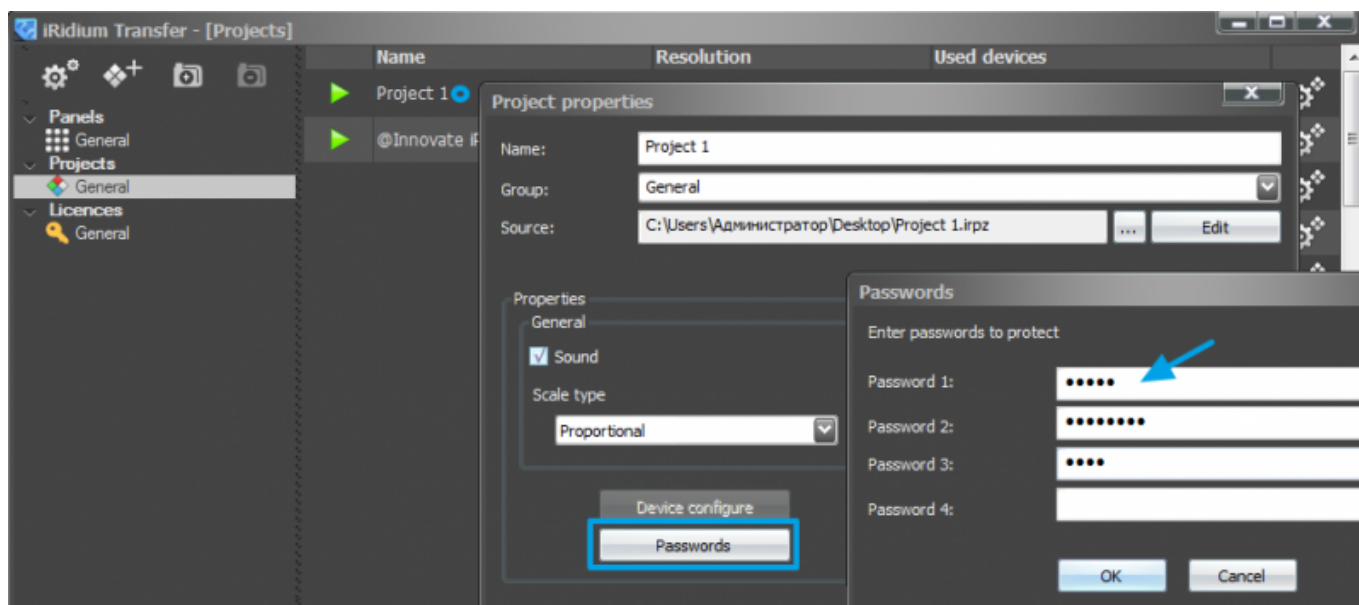 iRidium Transfer - [Projects]
Name Resolution Used devices
Panels
General
Projects
General
Licences
General
Project 1
@Innovate
Project properties
Name: Project 1
Group: General
Source: C:\Users\Администратор\Desktop\Project 1.irpz ... Edit
Properties
General
Sound
Scale type
Proportional
Device configure
Passwords
Passwords
Enter passwords to protect
Password 1: •••••
Password 2: ••••••••
Password 3: ••••
Password 4:
OK Cancel